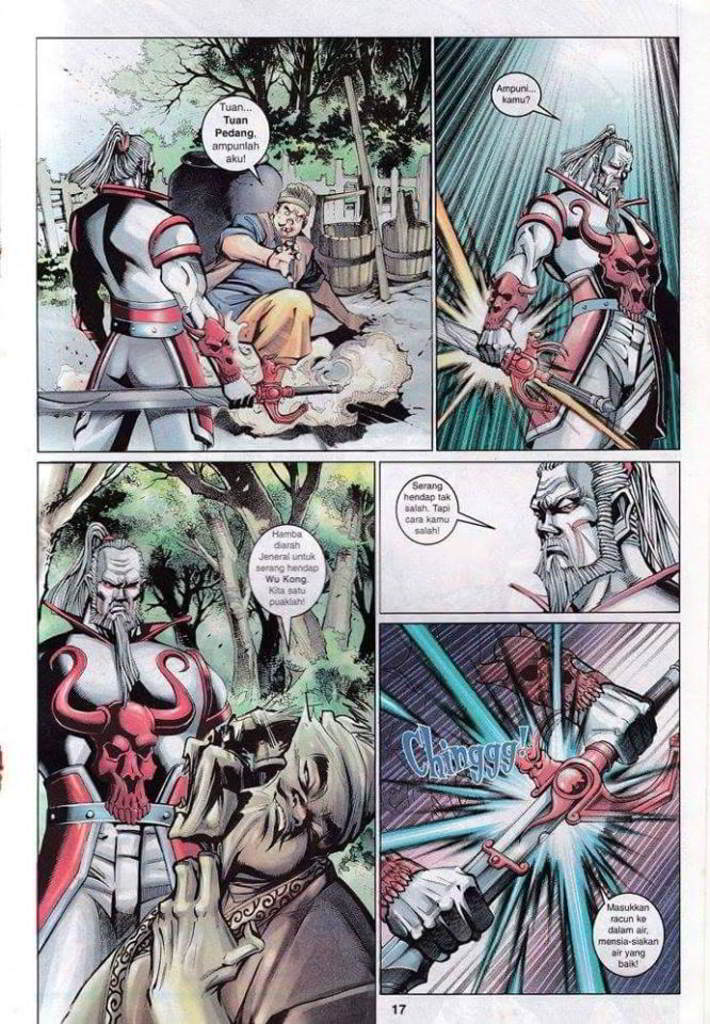 Tuan...
Tuan
Pedang,
ampunlah
aku!
Ampuni...
kamu?
Hamba
diarah
Jeneral untuk
serang hendap
Wu Kong.
Kita satu
puaklah!
Serang
hendap tak
salah. Tapi
cara kamu
salah!
Chinggg!
Masukkan
racun ke
dalam air,
mensia-siakan
air yang
baik!
17